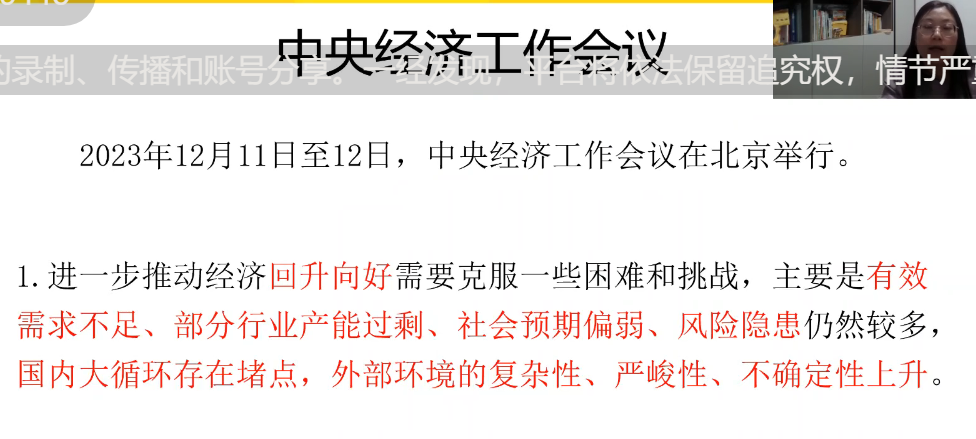 中央经济工作会议
的录制、传播和账号分享。一经发现，平台将依法保留追究权，情节严重
2023年12月11日至12日，中央经济工作会议在北京举行。
1.进一步推动经济回升向好需要克服一些困难和挑战，主要是有效
需求不足、部分行业产能过剩、社会预期偏弱、风险隐患仍然较多，
国内大循环存在堵点，外部环境的复杂性、严峻性、不确定性上升。